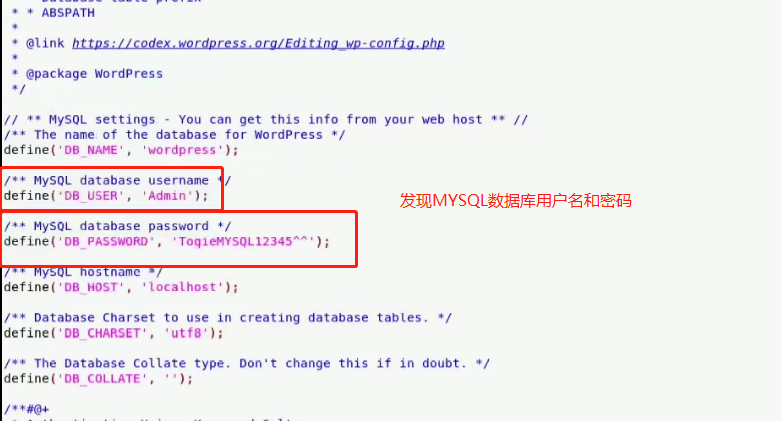 * * ABSPATH
*
* @link https://codex.wordpress.org/Editing_wp-config.php
*
* @package WordPress
*/
// ** MySQL settings - You can get this info from your web host ** //
/** The name of the database for WordPress */
define('DB_NAME', 'wordpress');
/** MySQL database username */
define('DB_USER', 'Admin');
发现MYSQL数据库用户名和密码
/** MySQL database password */
define('DB_PASSWORD', 'TogieMYSQL12345^^');
/** MySQL hostname */
define('DB_HOST', 'localhost');
/** Database Charset to use in creating database tables. */
define('DB_CHARSET', 'utf8');
/** The Database Collate type. Don't change this if in doubt. */
define('DB_COLLATE', '');
/**#@+